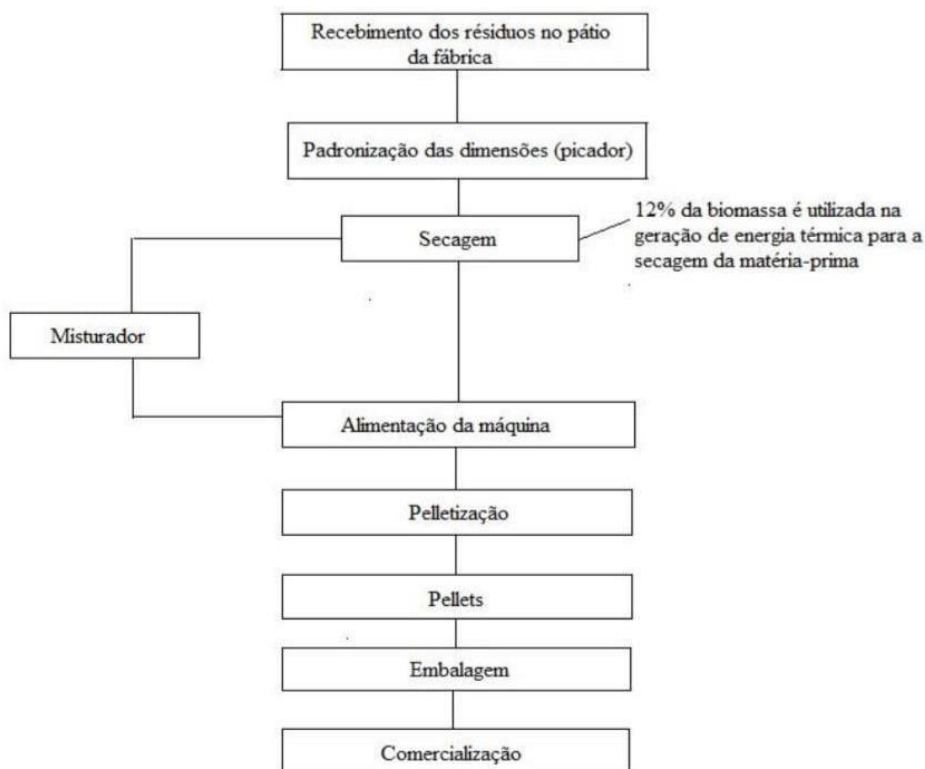 Recebimento dos résiduos no pátio
da fábrica
Padronização das dimensões (picador)
Secagem
12% da biomassa é utilizada na
geração de energia térmica para a
secagem da matéria-prima
Misturador
Alimentação da máquina
Pelletização
Pellets
Embalagem
Comercialização